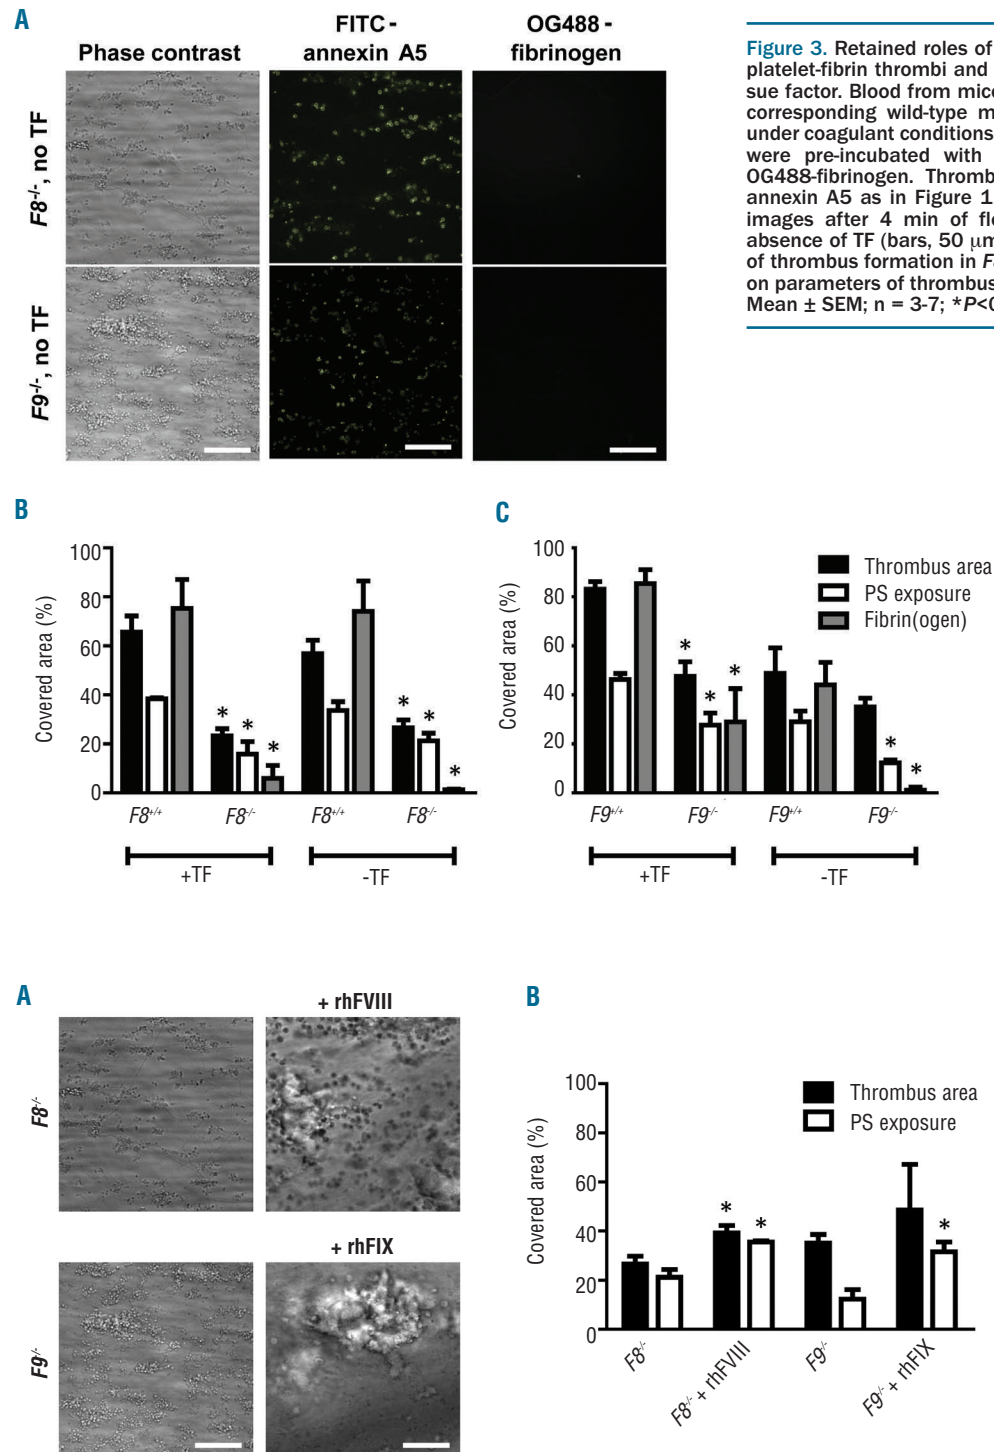 A
Phase contrast
FITC -
annexin A5
OG488 -
fibrinogen
F8-/-, no TF
F9-/-, no TF
Figure 3. Retained roles of
platelet-fibrin thrombi and
sue factor. Blood from mice
corresponding wild-type m
under coagulant conditions
were pre-incubated with
OG488-fibrinogen. Thromb
annexin A5 as in Figure 1
images after 4 min of flo
absence of TF (bars, 50 μm
of thrombus formation in F
on parameters of thrombus
Mean ± SEM; n = 3-7; *P<0
B
Covered area (%)
100
80
60
40
20
0
* * * * * *
F8+/+ F8-/- F8+/+ F8-/-
+TF -TF
C
Covered area (%)
100
80
60
40
20
0
* * * * *
Thrombus area
PS exposure
Fibrin(ogen)
F9+/+ F9-/- F9+/+ F9-/-
+TF -TF
A
+ rhFVIII
F8-/-
+ rhFIX
F9-/-
B
Covered area (%)
100
80
60
40
20
0
* * *
Thrombus area
PS exposure
F8-/-
F8-/- + rhFVIII
F9-/-
F9-/- + rhFIX